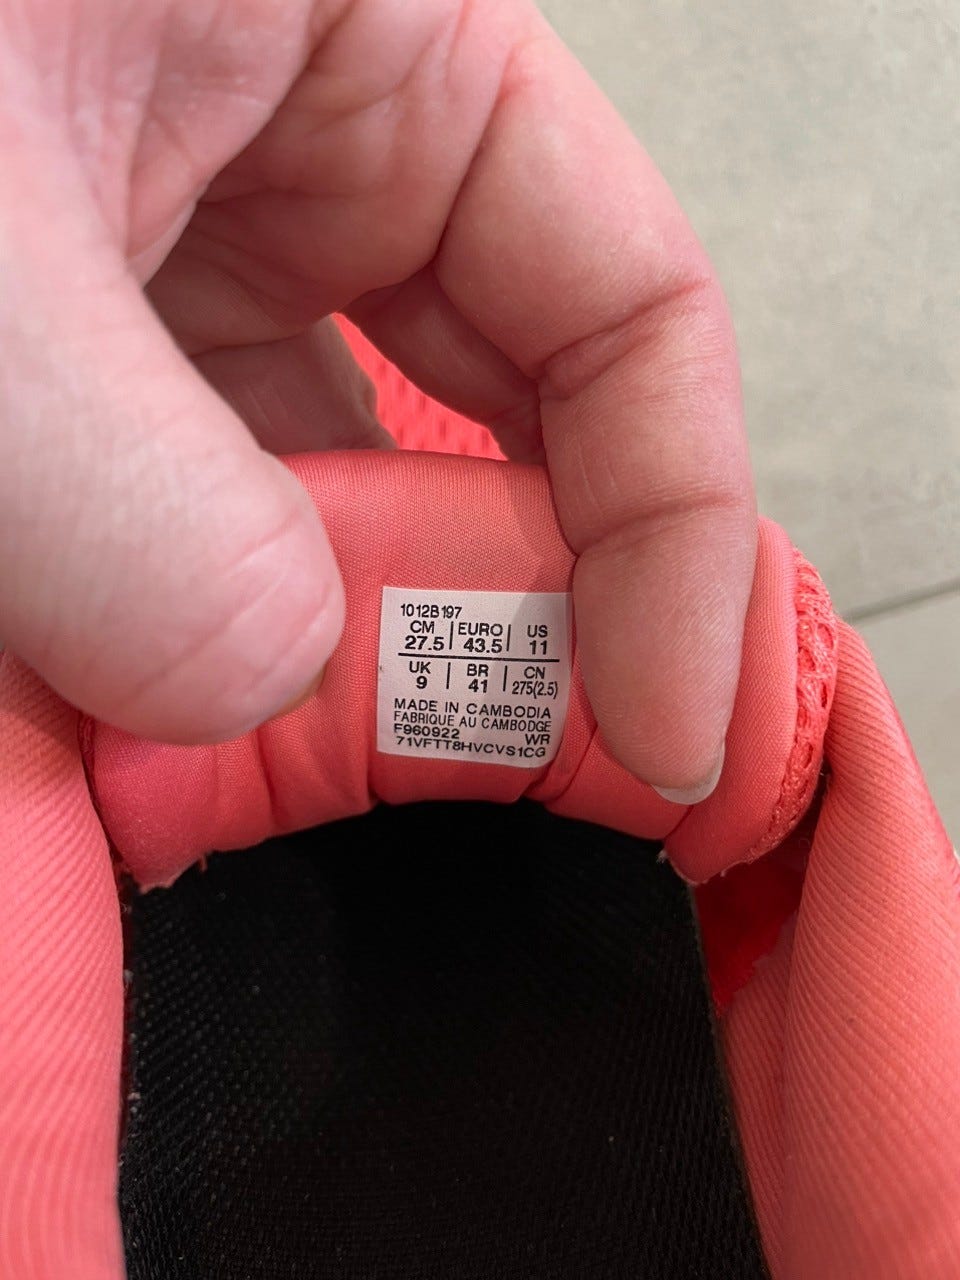 1012B197
CM | EURO | US
27.5 | 43.5 | 11
UK | BR | CN
9 | 41 | 275(2.5)
MADE IN CAMBODIA
FABRIQUE AU CAMBODGE
F960922 WR
71VFTT8HVCVS1CG